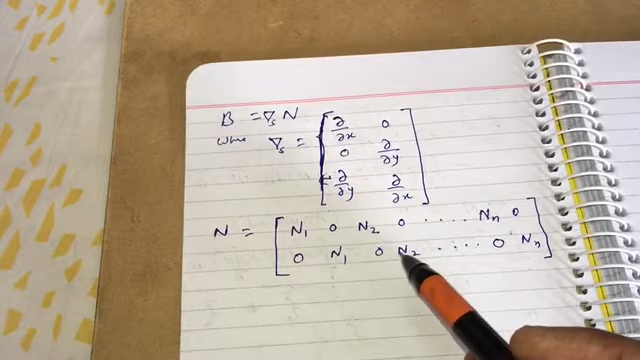 B = ∇ₛ N
where ∇ₛ = [ ∂/∂x 0
0 ∂/∂y
∂/∂y ∂/∂x ]
N = [ N₁ 0 N₂ 0 ..... Nₙ 0
0 N₁ 0 N₂ ..... 0 Nₙ ]